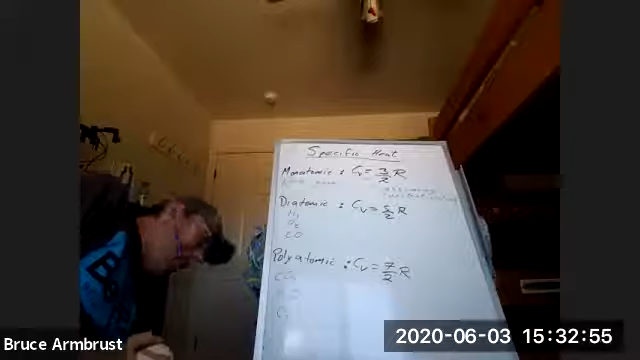 Specific Heat
Monatomic : Cv = 3/2 R
Diatomic : Cv = 5/2 R
H2
O2
CO
Polyatomic : Cv = 7/2 R
2020-06-03 15:32:55
Bruce Armbrust